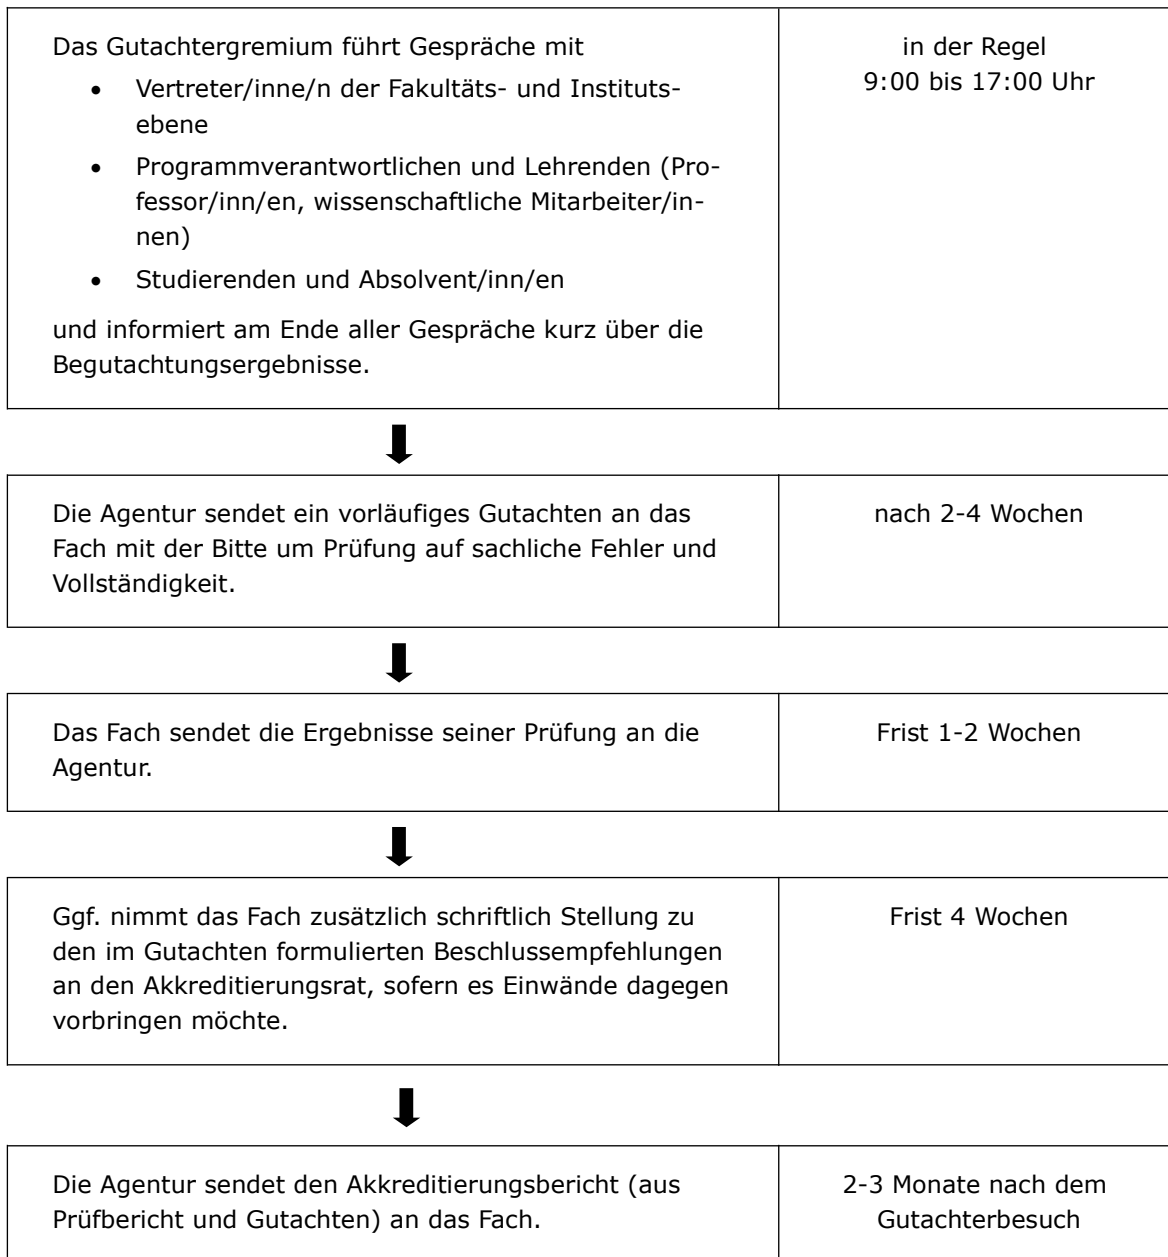 Das Gutachtergremium führt Gespräche mit
• Vertreter/inne/n der Fakultäts- und Instituts-
ebene
• Programmverantwortlichen und Lehrenden (Pro-
fessor/inn/en, wissenschaftliche Mitarbeiter/in-
nen)
• Studierenden und Absolvent/inn/en
und informiert am Ende aller Gespräche kurz über die
Begutachtungsergebnisse.
in der Regel
9:00 bis 17:00 Uhr
Die Agentur sendet ein vorläufiges Gutachten an das
Fach mit der Bitte um Prüfung auf sachliche Fehler und
Vollständigkeit.
nach 2-4 Wochen
Das Fach sendet die Ergebnisse seiner Prüfung an die
Agentur.
Frist 1-2 Wochen
Ggf. nimmt das Fach zusätzlich schriftlich Stellung zu
den im Gutachten formulierten Beschlussempfehlungen
an den Akkreditierungsrat, sofern es Einwände dagegen
vorbringen möchte.
Frist 4 Wochen
Die Agentur sendet den Akkreditierungsbericht (aus
Prüfbericht und Gutachten) an das Fach.
2-3 Monate nach dem
Gutachterbesuch